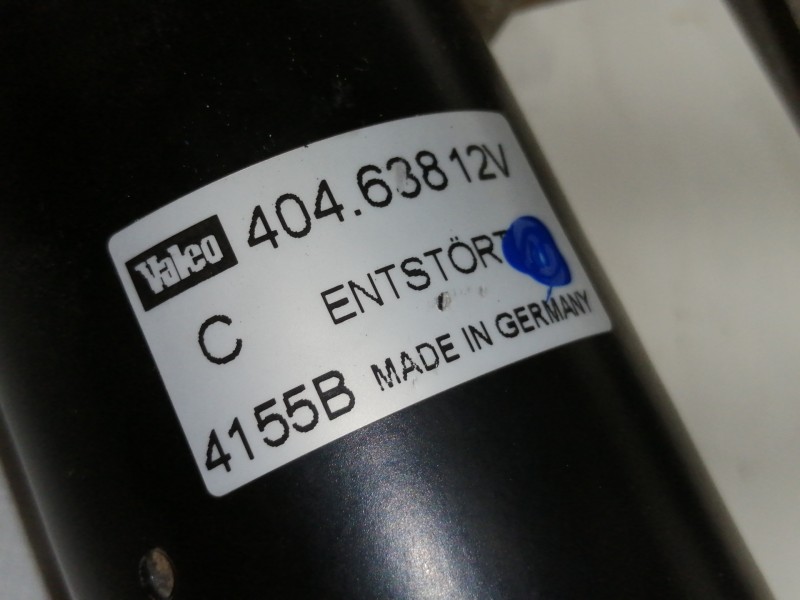 Valeo 404.638 12V
C ENTSTÖRT
4155B MADE IN GERMANY